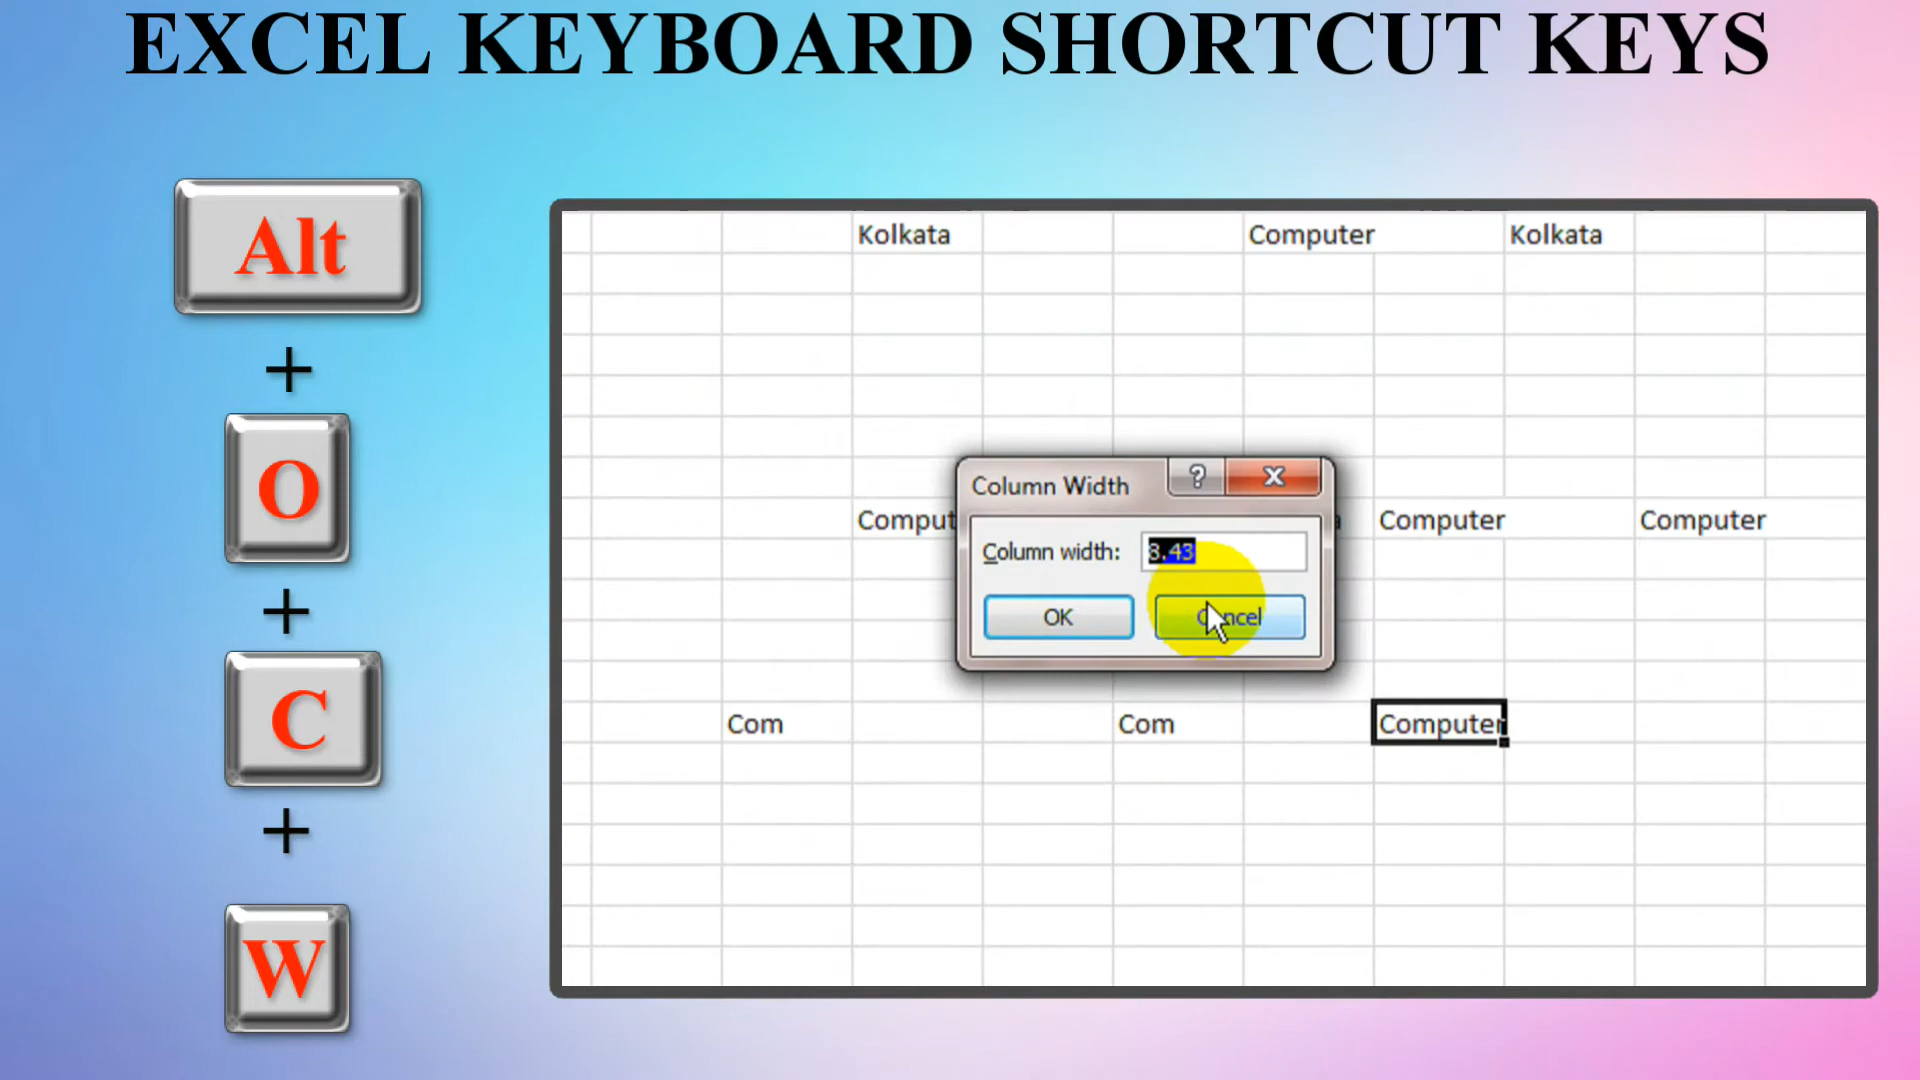 EXCEL KEYBOARD SHORTCUT KEYS
Alt
+
O
+
C
+
W
Kolkata Computer Kolkata
Column Width ? X
Comput a Computer Computer
Column width: 8.43
OK Cancel
Com Com Computer